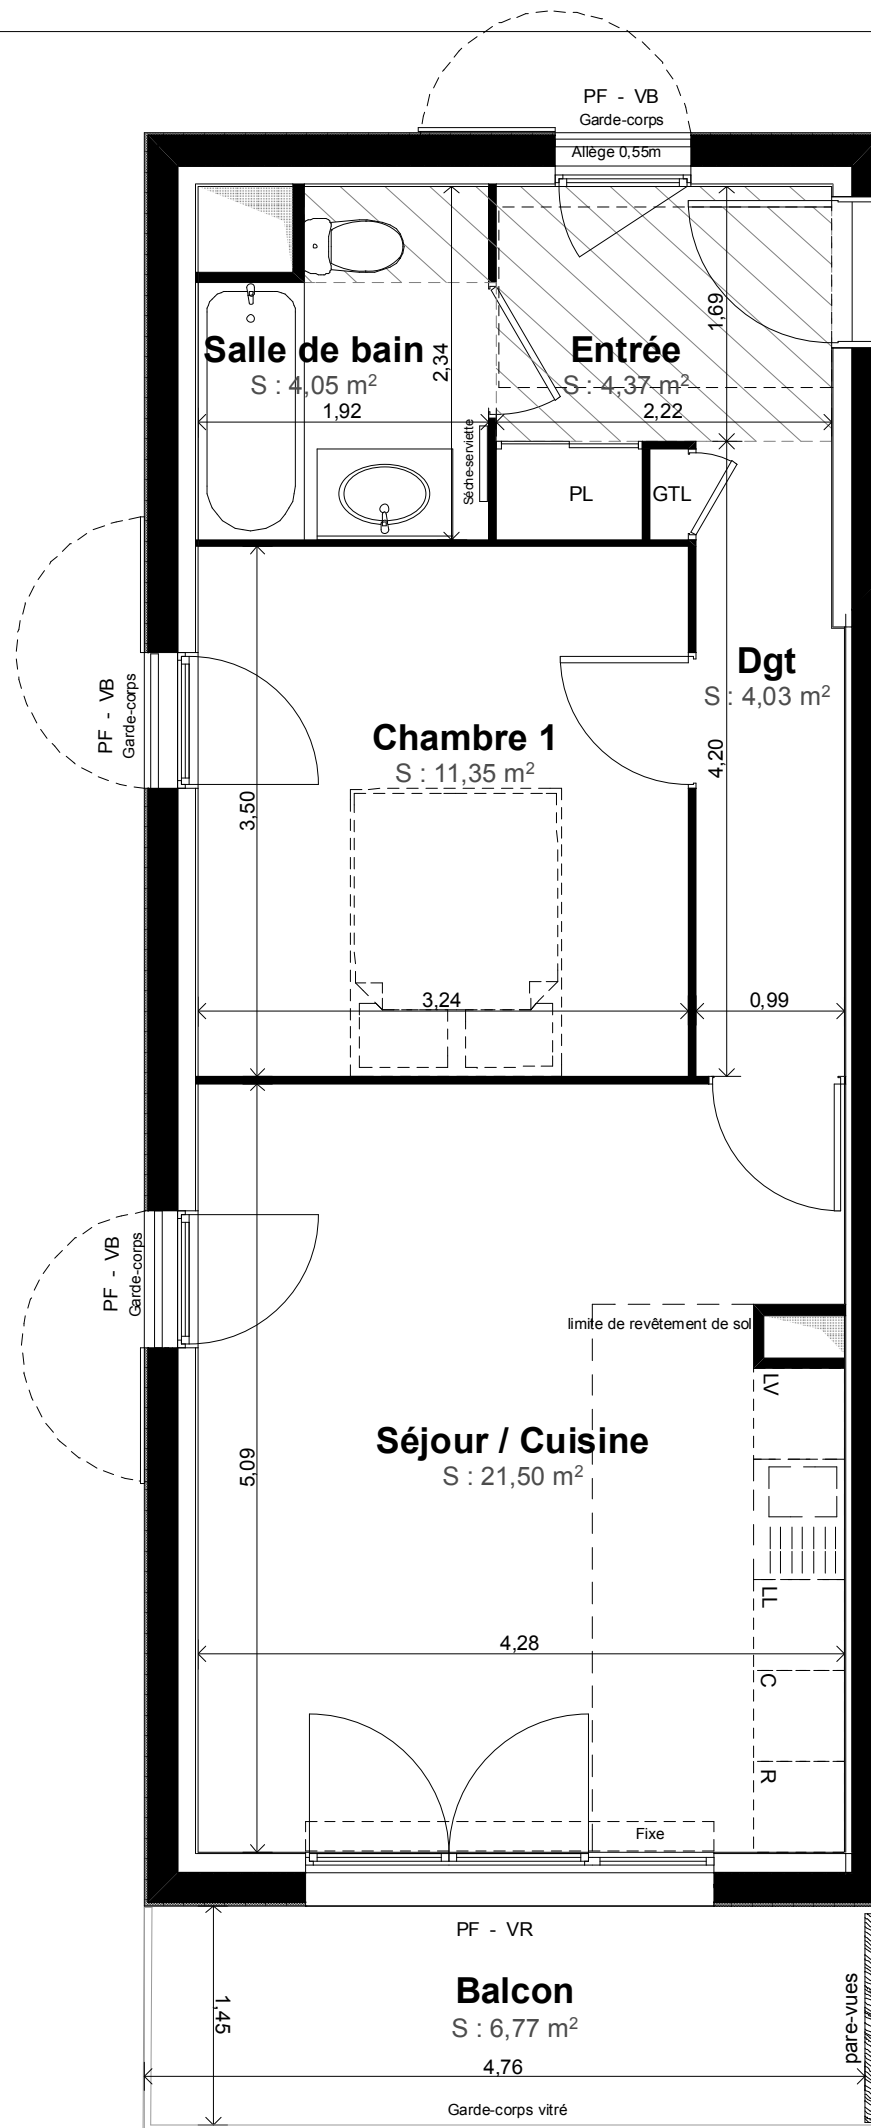 PF - VB
Garde-corps
Allège 0,55m
Salle de bain
S : 4,05 m²
1,92
2,34
Sèche-serviette
Entrée
S : 4,37 m²
2,22
1,69
PL
GTL
PF - VB
Garde-corps
Chambre 1
S : 11,35 m²
3,50
3,24
Dgt
S : 4,03 m²
4,20
0,99
PF - VB
Garde-corps
limite de revêtement de sol
LV
Séjour / Cuisine
S : 21,50 m²
5,09
LL
4,28
C
R
Fixe
PF - VR
Balcon
S : 6,77 m²
1,45
4,76
pare-vues
Garde-corps vitré